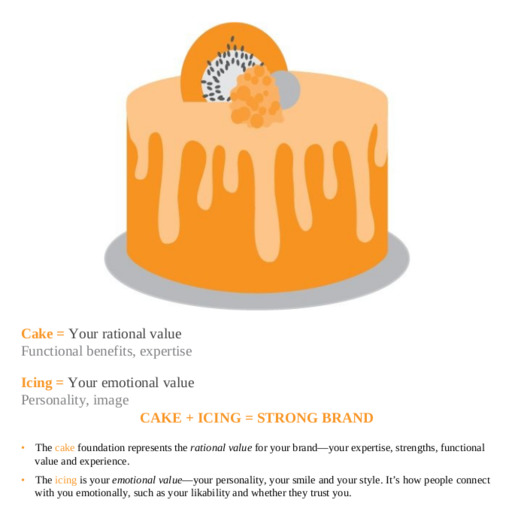 Cake = Your rational value
Functional benefits, expertise
Icing = Your emotional value
Personality, image
CAKE + ICING = STRONG BRAND
• The cake foundation represents the rational value for your brand—your expertise, strengths, functional
value and experience.
• The icing is your emotional value—your personality, your smile and your style. It’s how people connect
with you emotionally, such as your likability and whether they trust you.